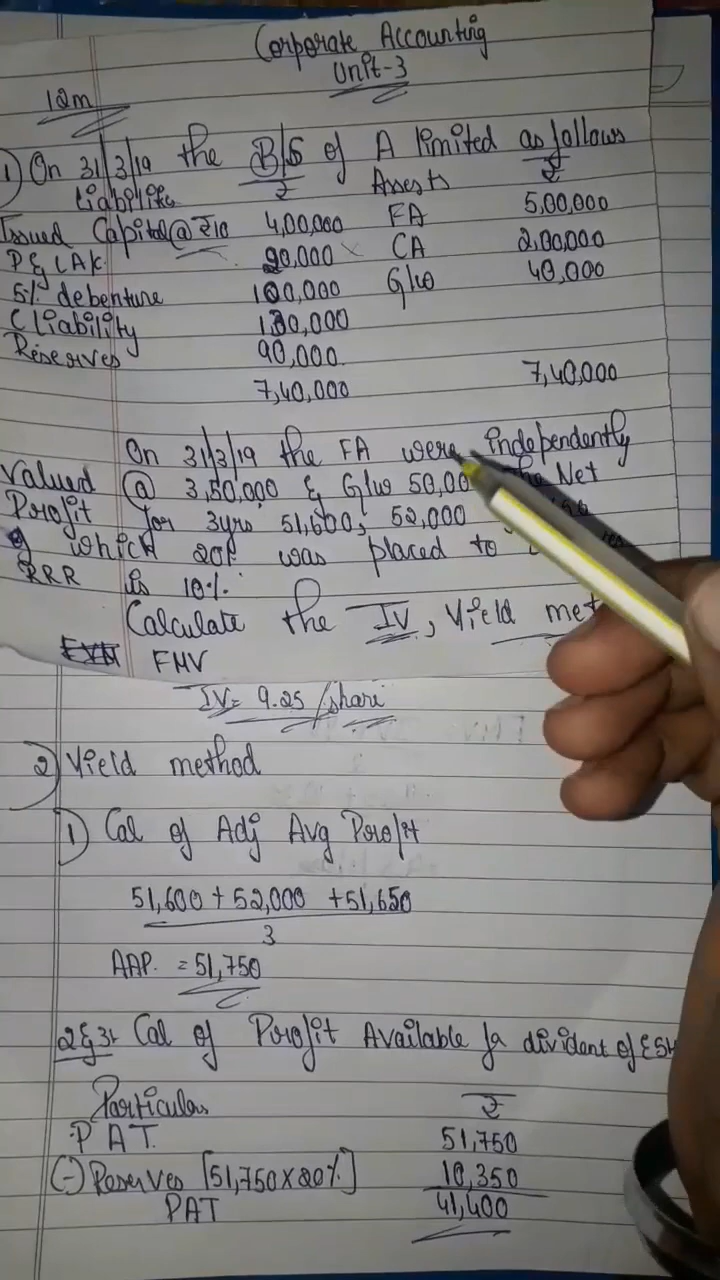 Corporate Accounting
Unit-3
12m
1) On 31/3/19 the B/S of A limited as follows
Liabilite ₹ Assests ₹
Issued Capital @ ₹10 4,00,000 FA 5,00,000
P & L A/c 20,000 CA 2,00,000
5% debenture 100,000 G/w 40,000
C Liability 130,000
Reserves 90,000
7,40,000 7,40,000
On 31/3/19 the FA were independently
Valued @ 3,50,000 & G/w 50,00 Net
Profit for 3yrs 51,600, 52,000
of which 20% was placed to
RRR is 10%.
Calculate the IV, Yield met
FMV
IV = 9.25 /share
2) Yield method
1) Cal of Adj Avg Profit
51,600 + 52,000 + 51,650
3
AAP = 51,750
2 & 3) Cal of Profit Available fa divident of ESH
Particulars ₹
PAT 51,750
(-) Reserves [51,750 X 20%] 10,350
PAT 41,400